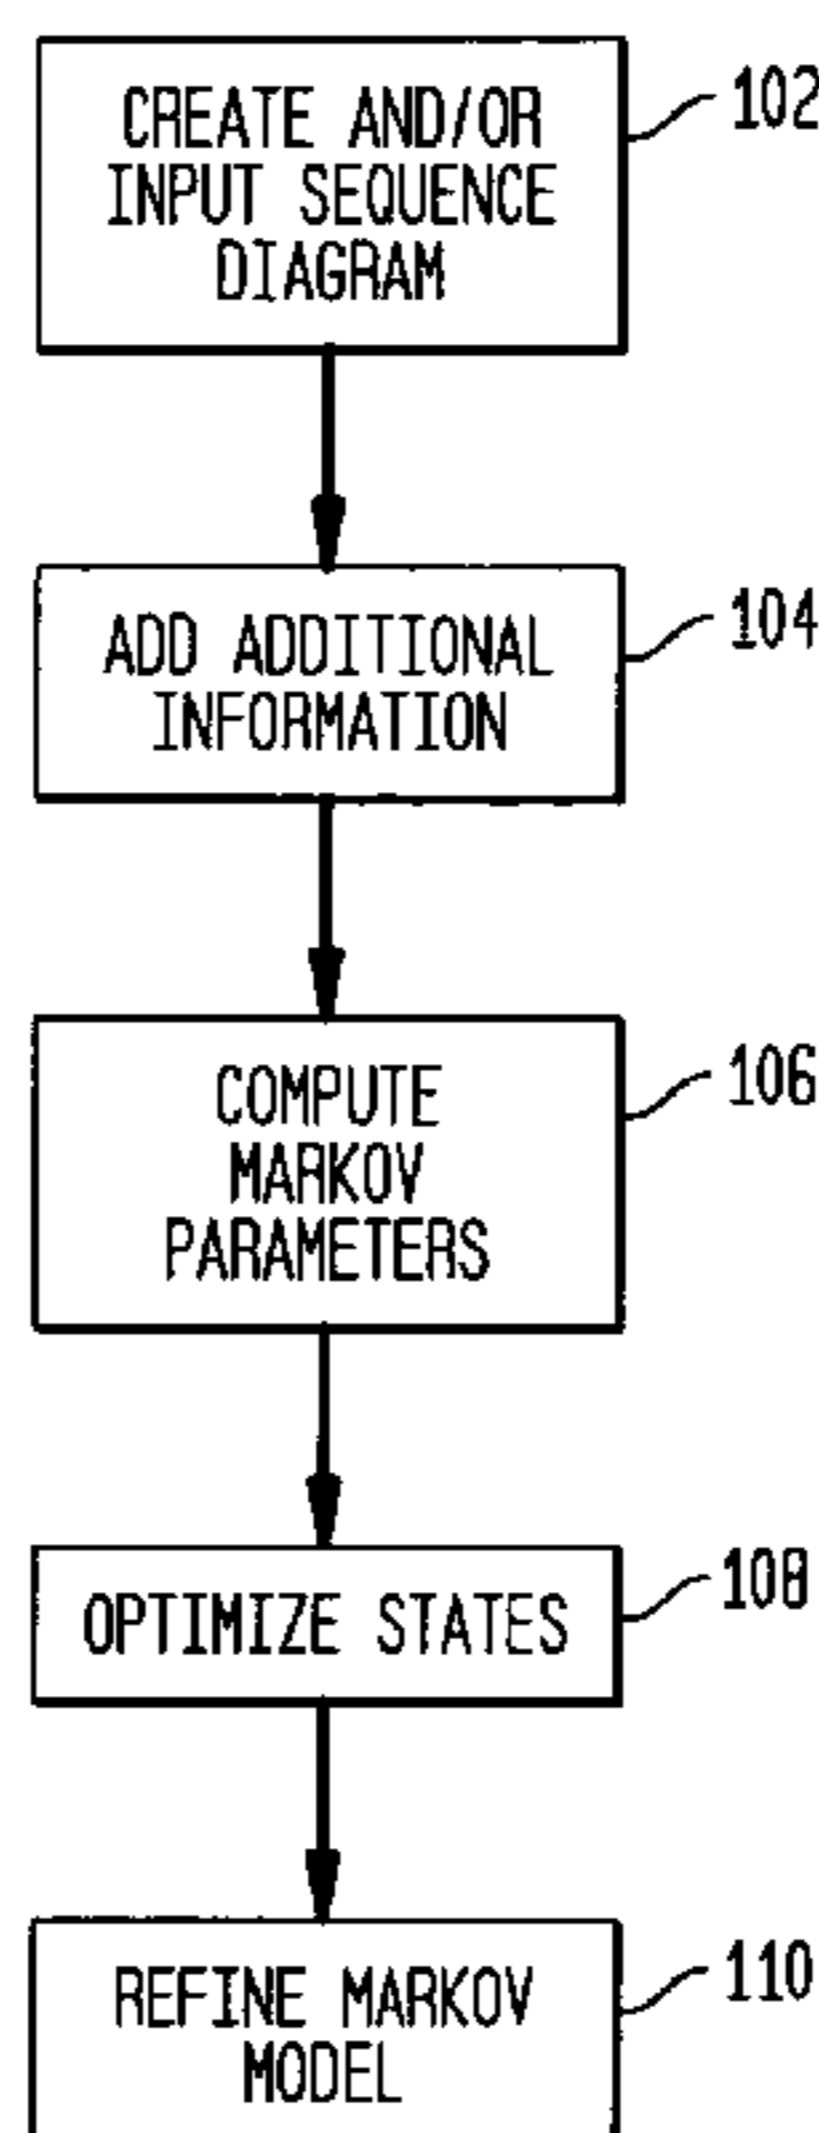 CREATE AND/OR
INPUT SEQUENCE
DIAGRAM
102
ADD ADDITIONAL
INFORMATION
104
COMPUTE
MARKOV
PARAMETERS
106
OPTIMIZE STATES
108
REFINE MARKOV
MODEL
110